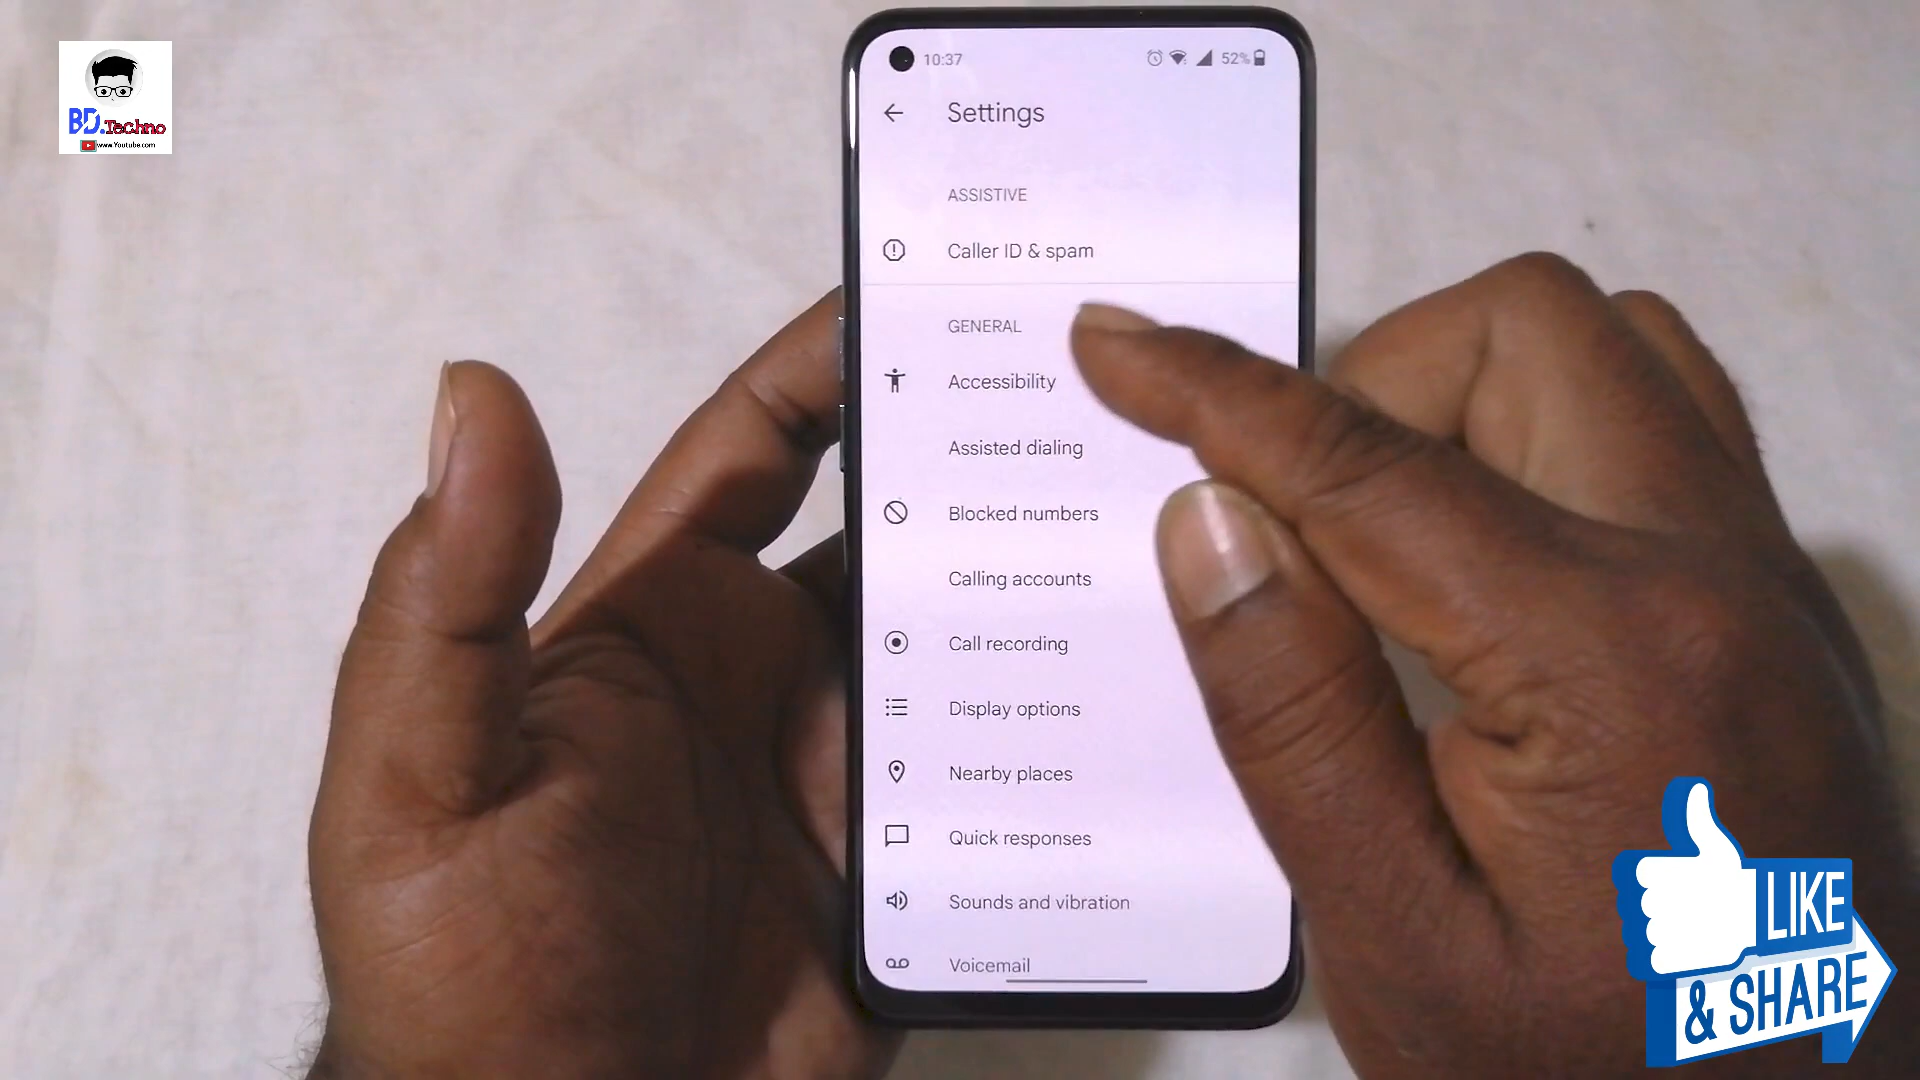 BD.Techno
www.Youtube.com
10:37
52%
Settings
ASSISTIVE
Caller ID & spam
GENERAL
Accessibility
Assisted dialing
Blocked numbers
Calling accounts
Call recording
Display options
Nearby places
Quick responses
Sounds and vibration
Voicemail
LIKE
& SHARE